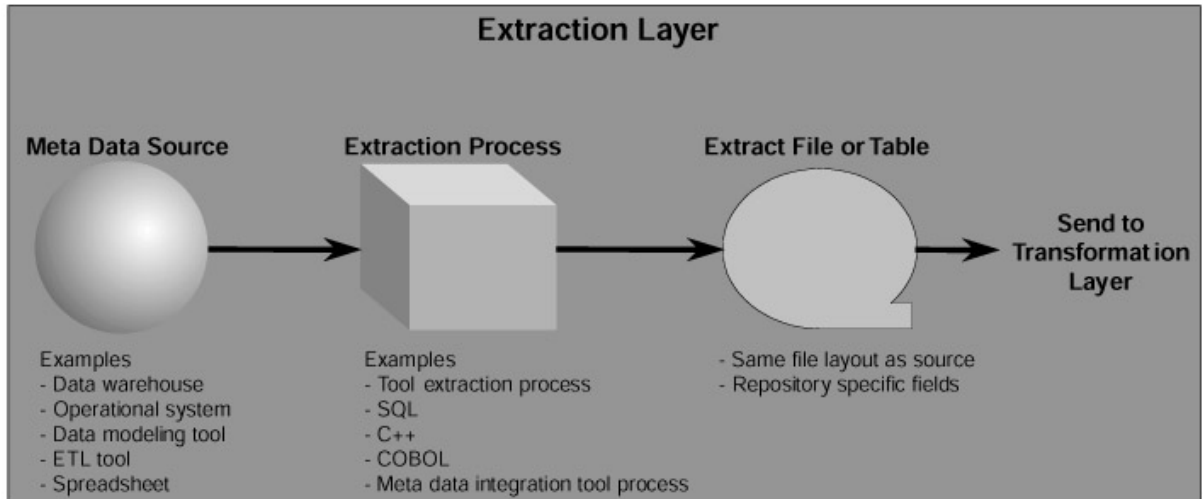 Extraction Layer
Meta Data Source
Extraction Process
Extract File or Table
Send to
Transformation
Layer
Examples
- Data warehouse
- Operational system
- Data modeling tool
- ETL tool
- Spreadsheet
Examples
- Tool extraction process
- SQL
- C++
- COBOL
- Meta data integration tool process
- Same file layout as source
- Repository specific fields